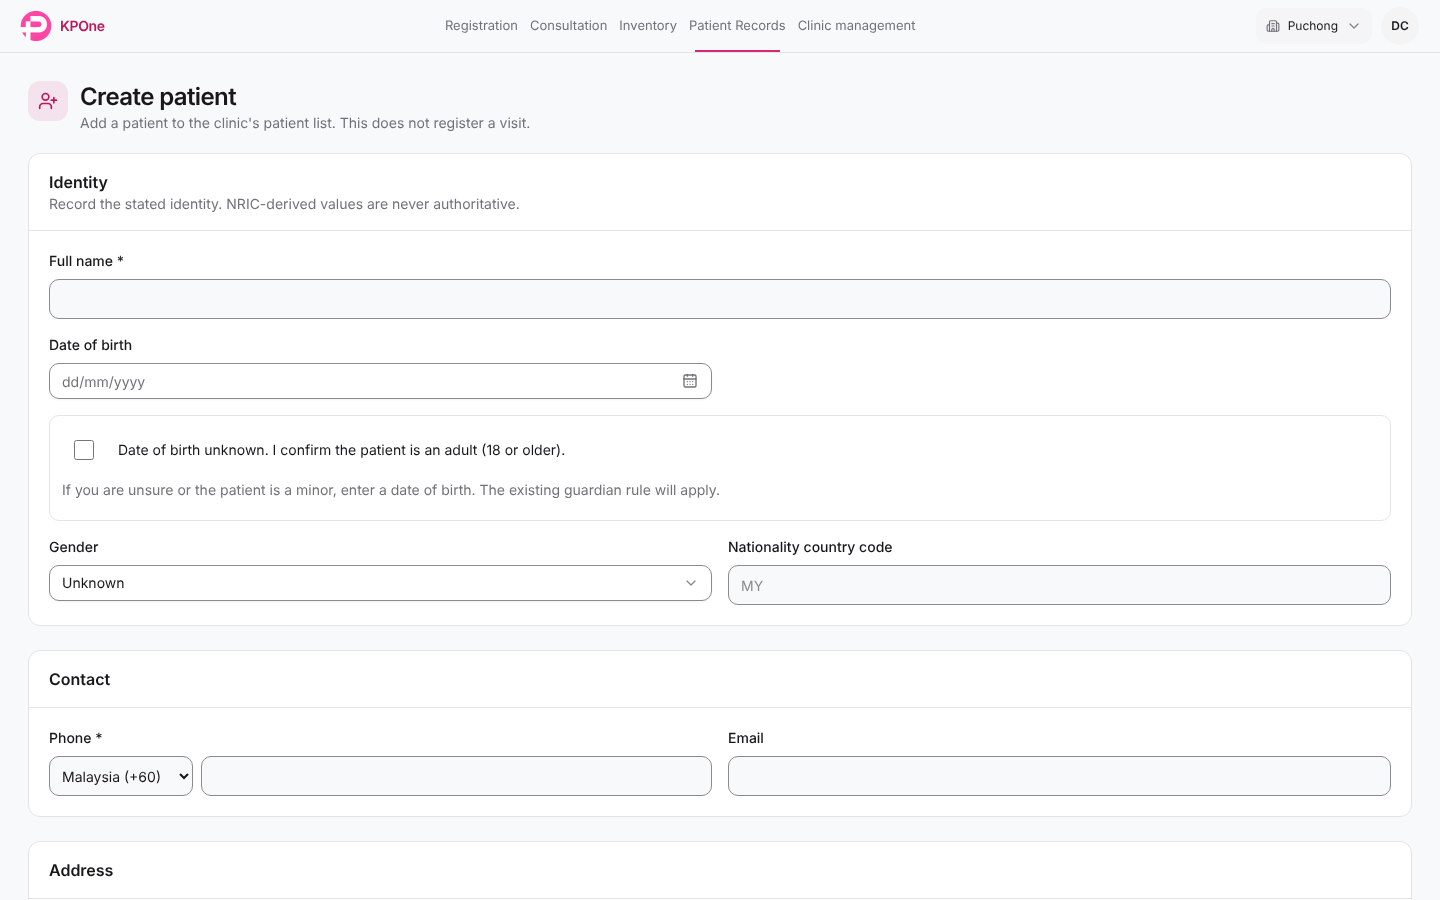 KPOne
Registration Consultation Inventory Patient Records Clinic management
Puchong
DC
Create patient
Add a patient to the clinic's patient list. This does not register a visit.
Identity
Record the stated identity. NRIC-derived values are never authoritative.
Full name *
Date of birth
dd/mm/yyyy
Date of birth unknown. I confirm the patient is an adult (18 or older).
If you are unsure or the patient is a minor, enter a date of birth. The existing guardian rule will apply.
Gender
Nationality country code
Unknown
MY
Contact
Phone *
Email
Malaysia (+60)
Address